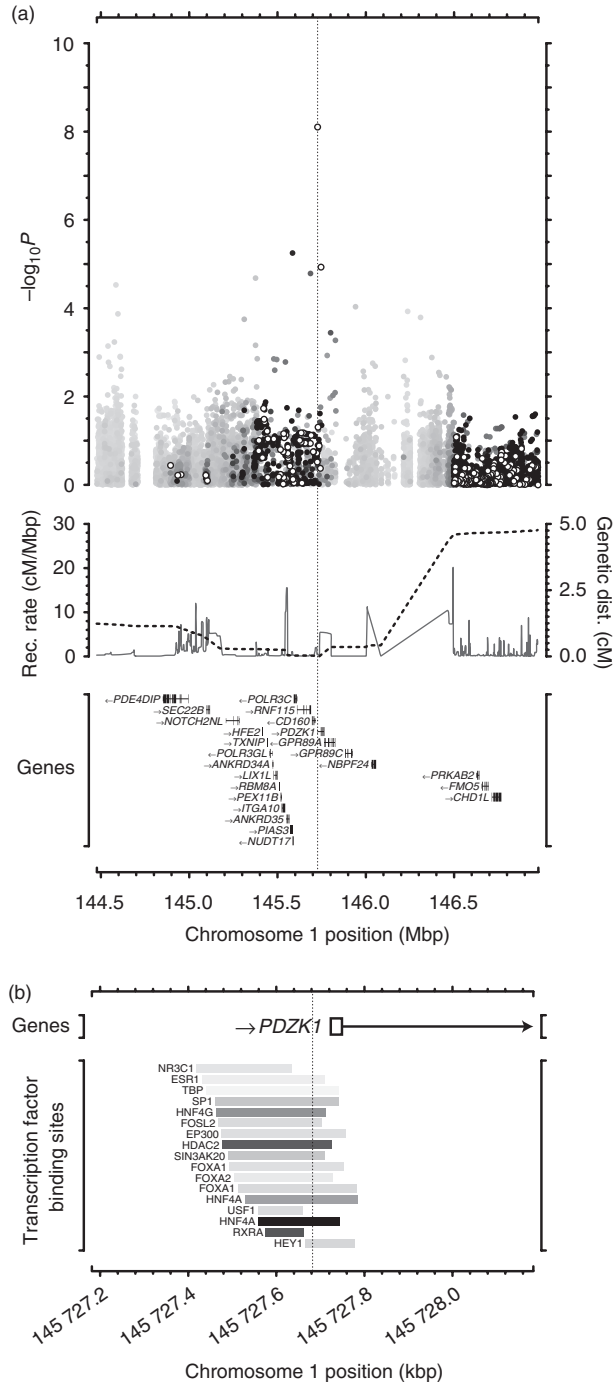 (a)
10
8
6
4
2
0
−log10P
30
20
10
0
Rec. rate (cM/Mbp)
5.0
2.5
0.0
Genetic dist. (cM)
Genes
←PDE4DIP
→SEC22B
→NOTCH2NL
→HFE2
→TXNIP
←POLR3GL
→ANKRD34A
→LIX1L
→RBM8A
→PEX11B
→ITGA10
→ANKRD35
→PIAS3
←NUDT17
←POLR3C
→RNF115
←CD160
→PDZK1
←GPR89A
→GPR89C
←NBPF24
←PRKAB2
←FMO5
→CHD1L
144.5 145.0 145.5 146.0 146.5
Chromosome 1 position (Mbp)
(b)
Genes
→PDZK1
Transcription factor
binding sites
NR3C1
ESR1
TBP
SP1
HNF4G
FOSL2
EP300
HDAC2
SIN3AK20
FOXA1
FOXA2
FOXA1
HNF4A
USF1
HNF4A
RXRA
HEY1
145 727.2 145 727.4 145 727.6 145 727.8 145 728.0
Chromosome 1 position (kbp)